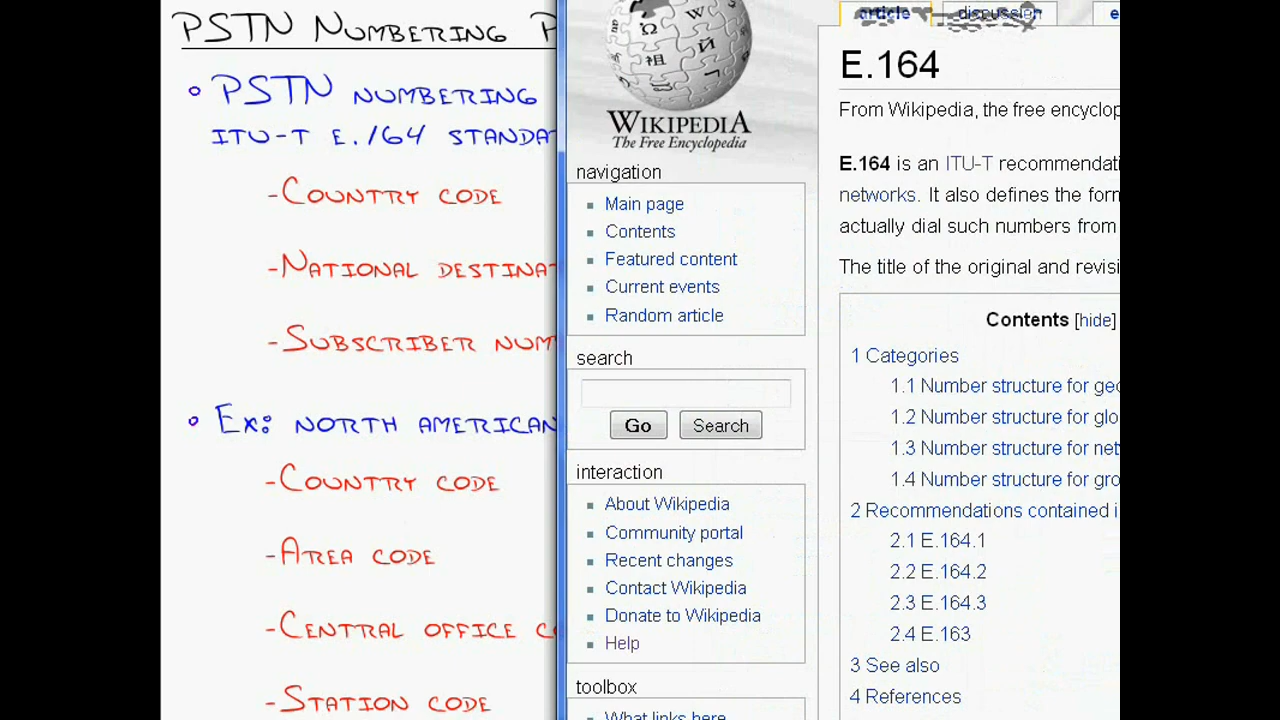 PSTN NUMBERING P
PSTN NUMBERING
ITU-T E.164 STANDA
-COUNTRY CODE
-NATIONAL DESTINAT
-SUBSCRIBER NUM
EX: NORTH AMERICAN
-COUNTRY CODE
-AREA CODE
-CENTRAL OFFICE CO
-STATION CODE
WIKIPEDIA
The Free Encyclopedia
navigation
Main page
Contents
Featured content
Current events
Random article
search
Go Search
interaction
About Wikipedia
Community portal
Recent changes
Contact Wikipedia
Donate to Wikipedia
Help
toolbox
What links here
article discussion e
E.164
From Wikipedia, the free encyclop
E.164 is an ITU-T recommendati
networks. It also defines the form
actually dial such numbers from
The title of the original and revisi
Contents [hide]
1 Categories
1.1 Number structure for geo
1.2 Number structure for glo
1.3 Number structure for net
1.4 Number structure for gro
2 Recommendations contained i
2.1 E.164.1
2.2 E.164.2
2.3 E.164.3
2.4 E.163
3 See also
4 References